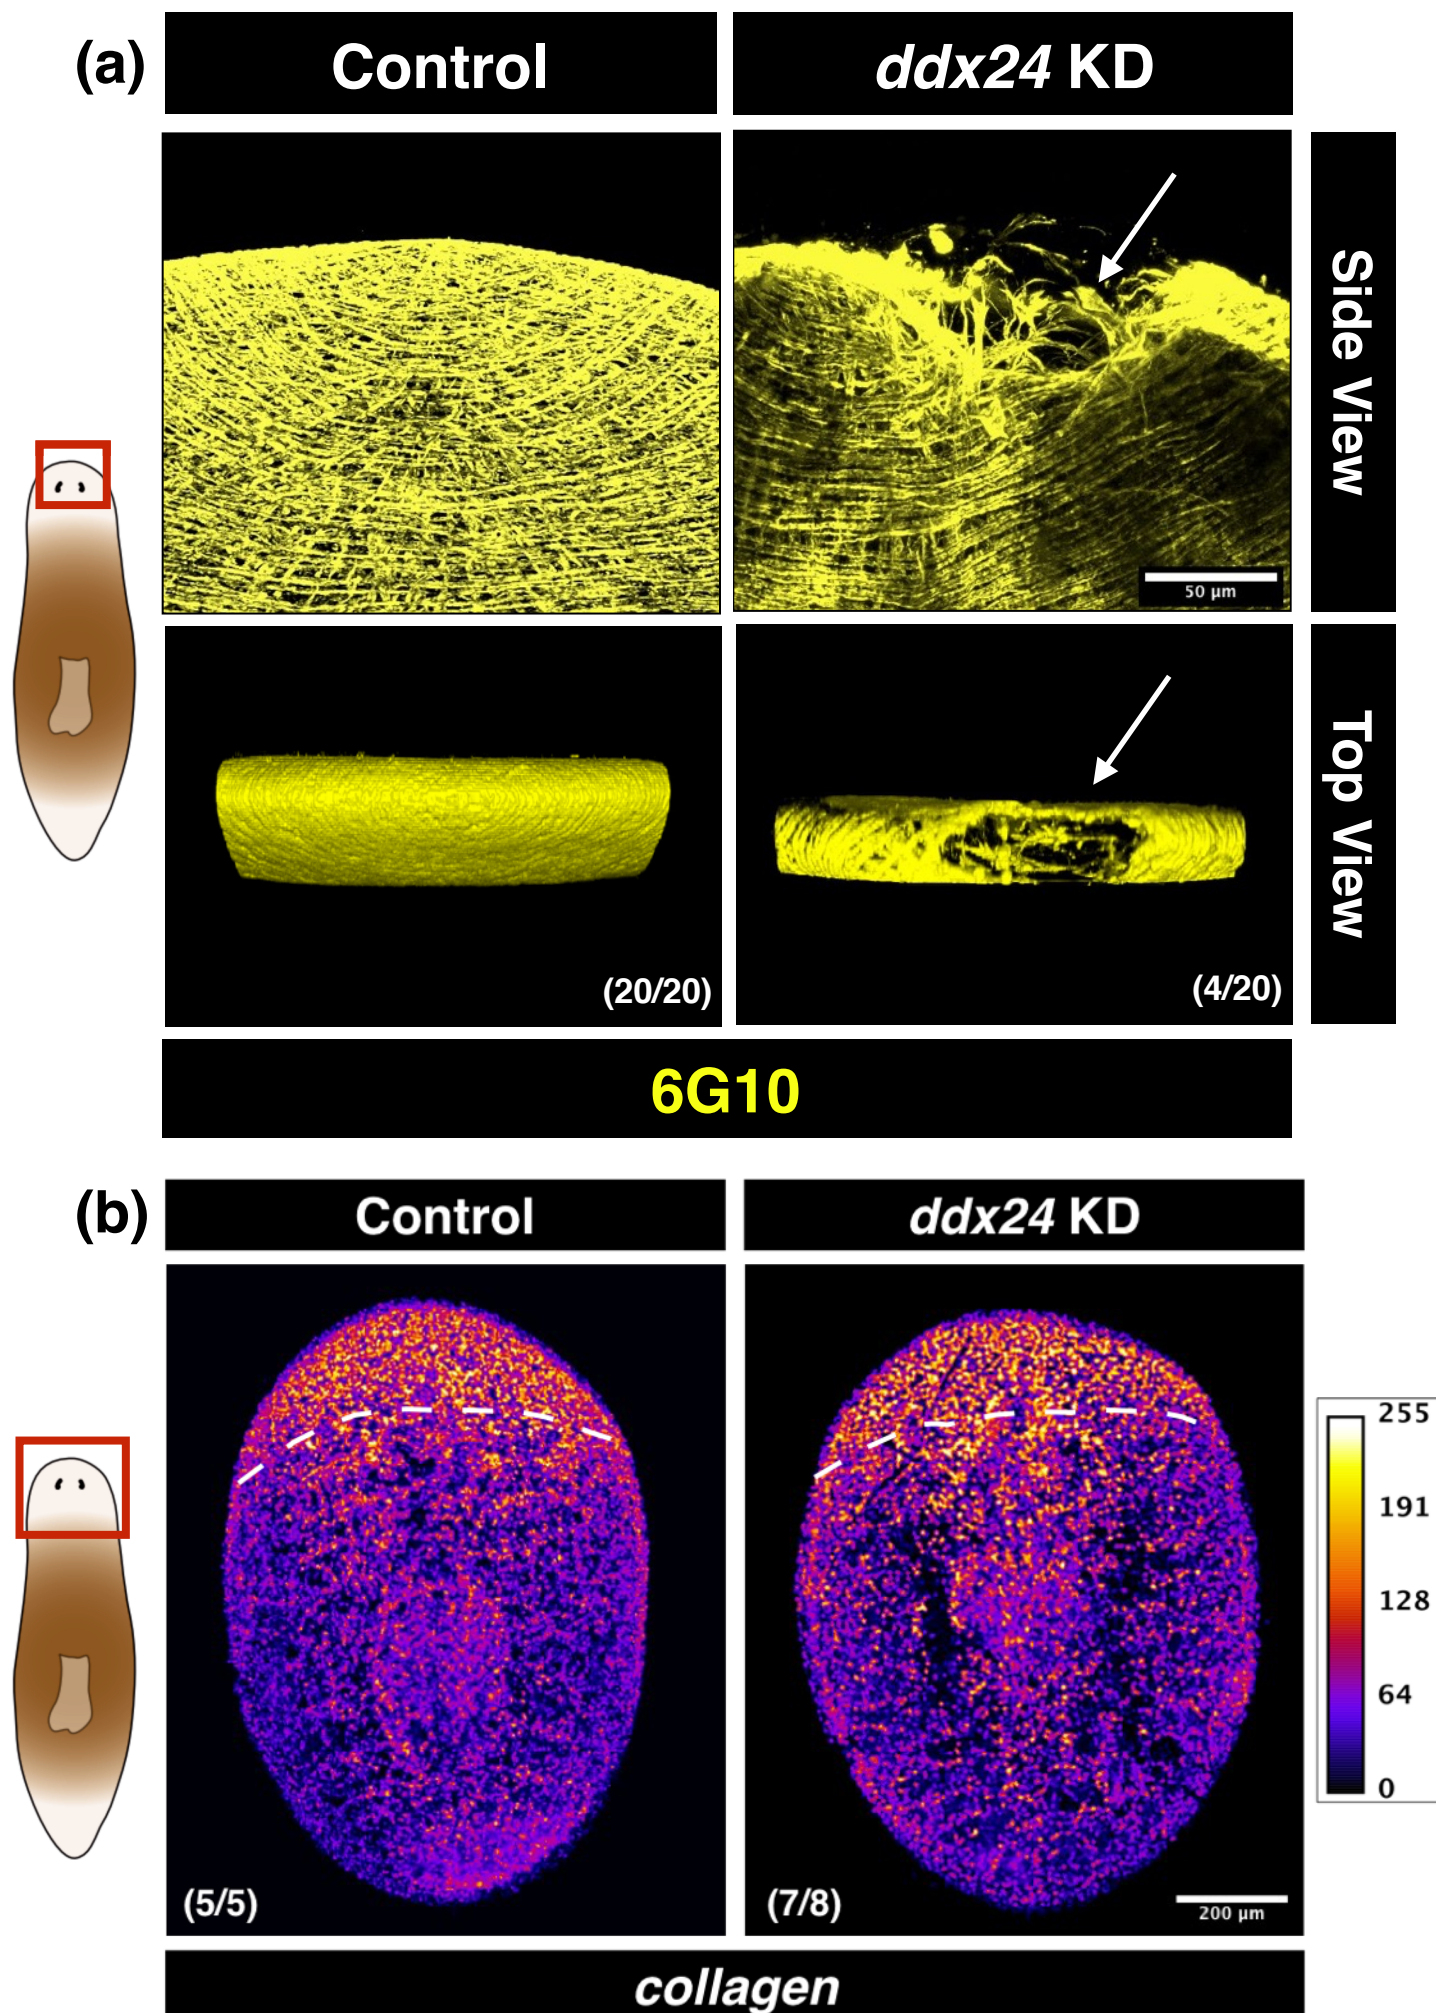 (a)
Control
ddx24 KD
Side View
50 µm
Top View
(20/20)
(4/20)
6G10
(b)
Control
ddx24 KD
255
191
128
64
0
(5/5)
(7/8)
200 µm
collagen